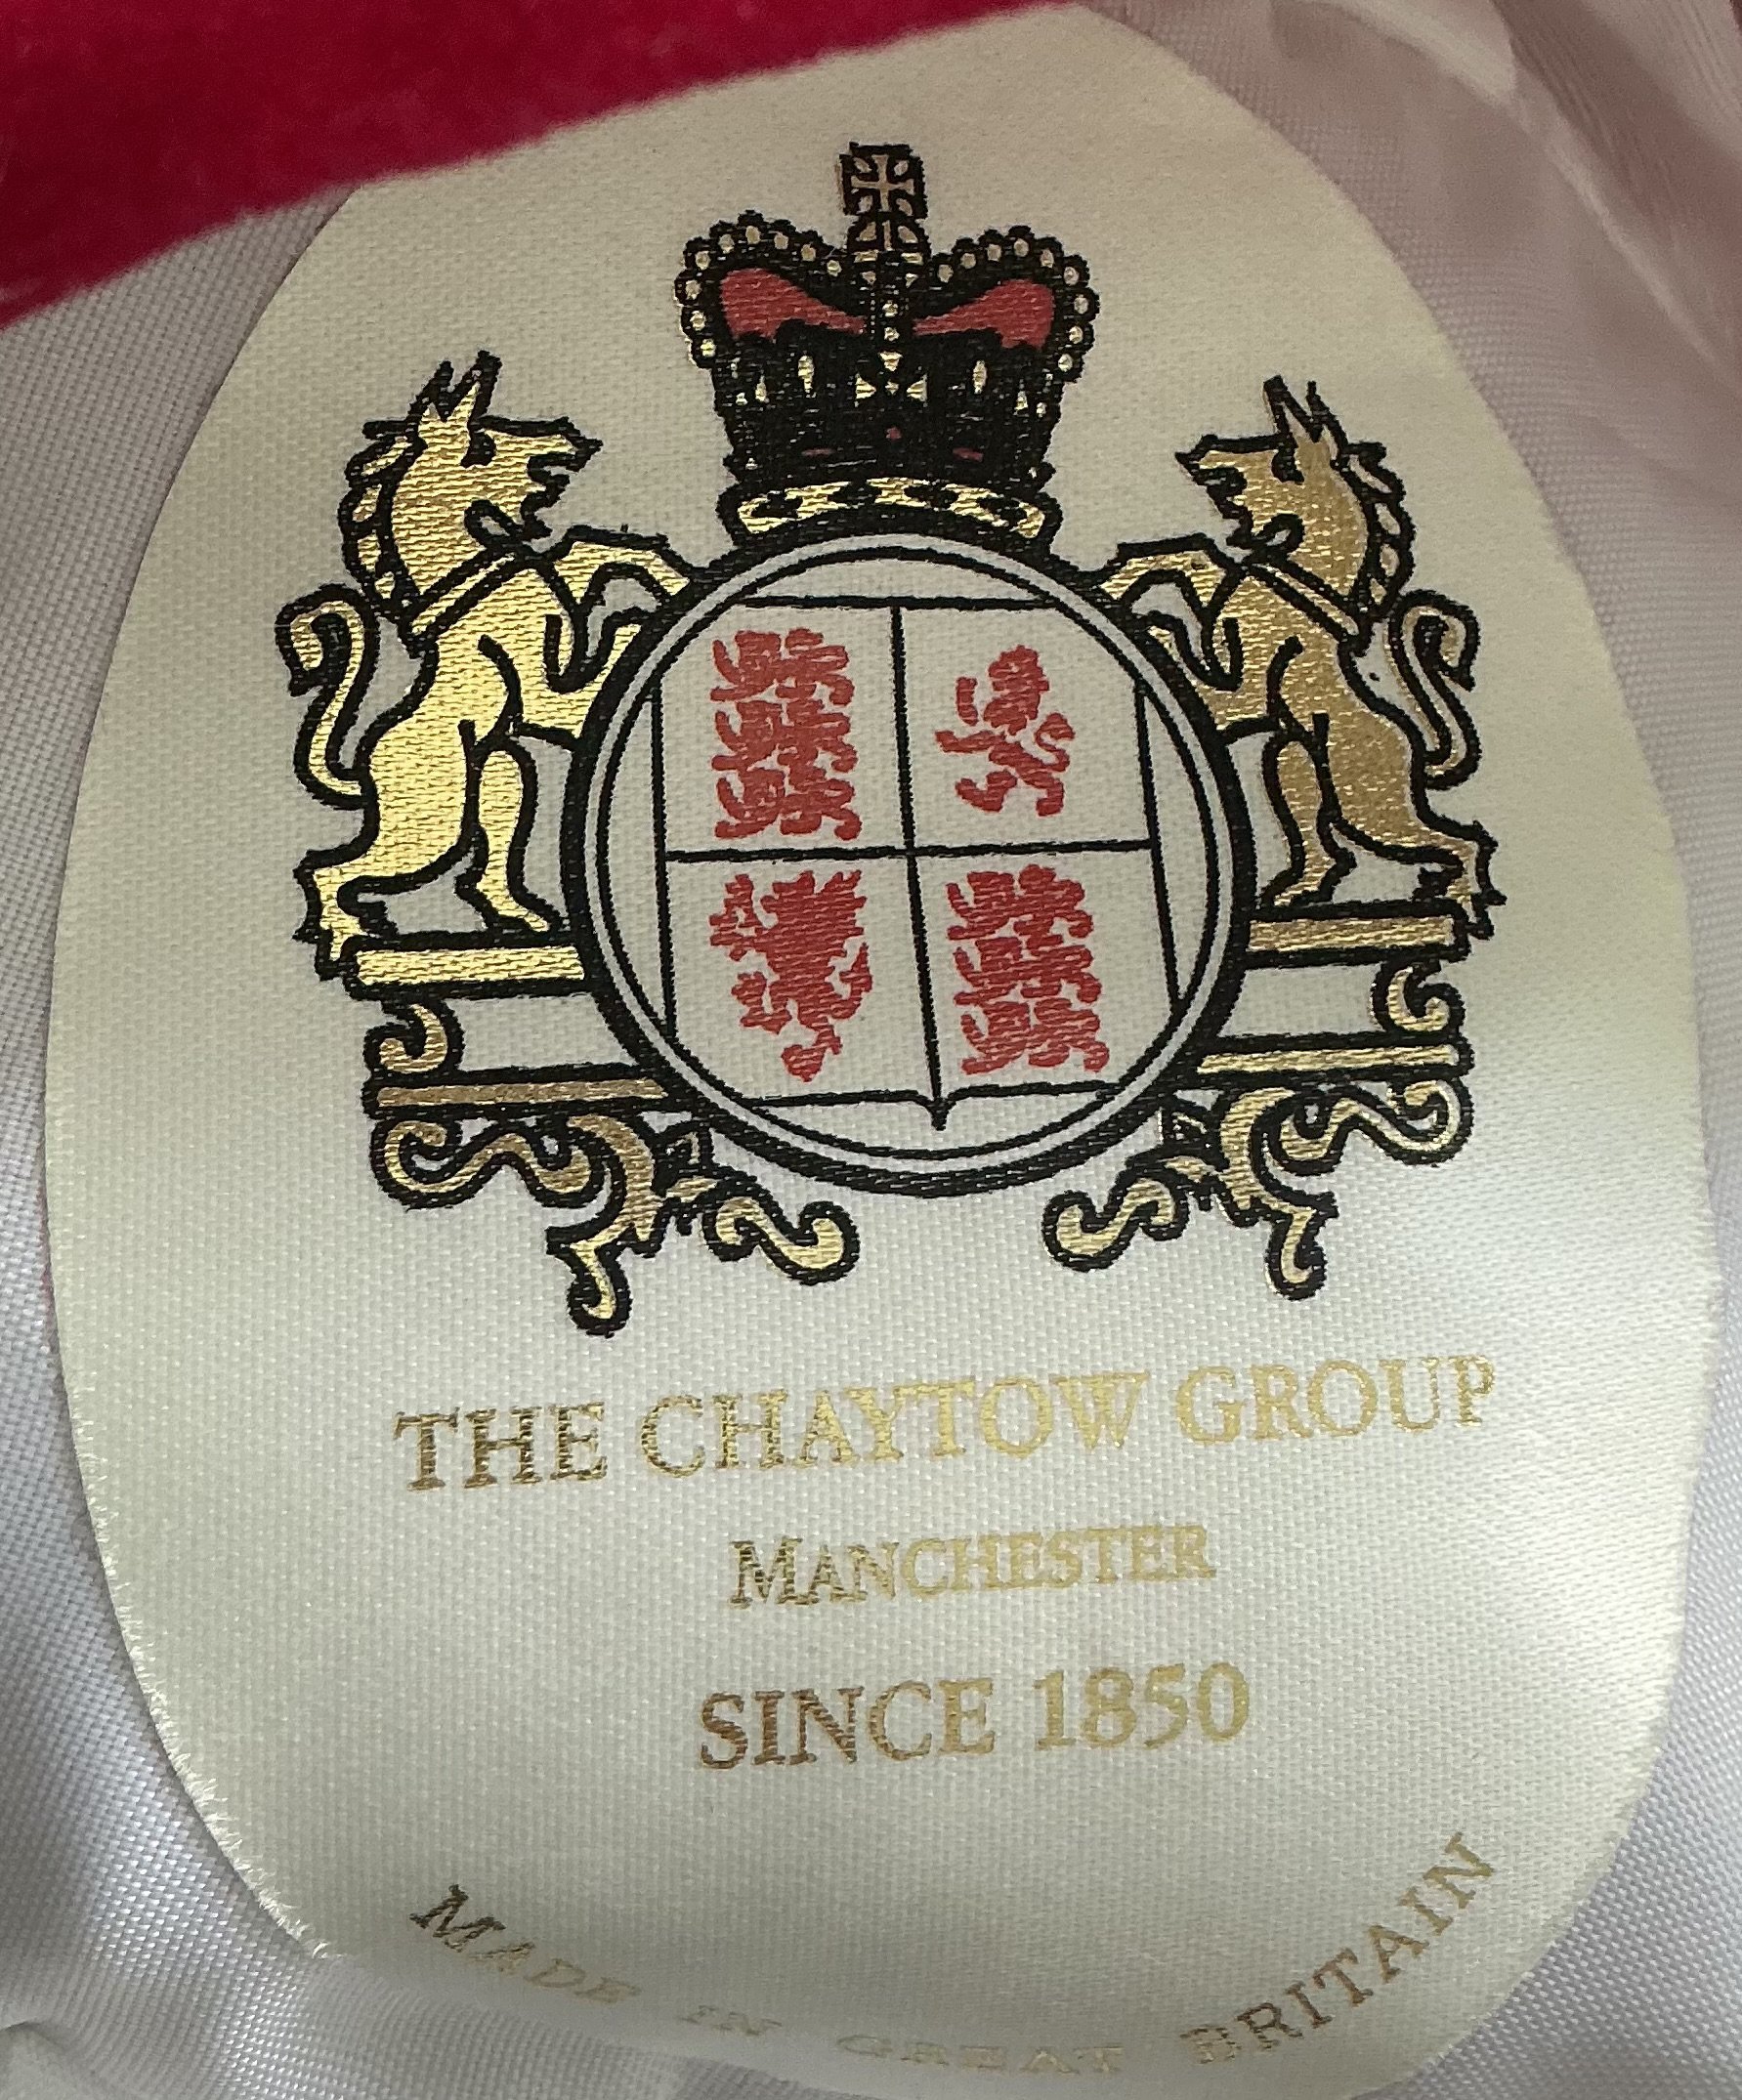 THE CHAYTOW GROUP
MANCHESTER
SINCE 1850
MADE IN GREAT BRITAIN